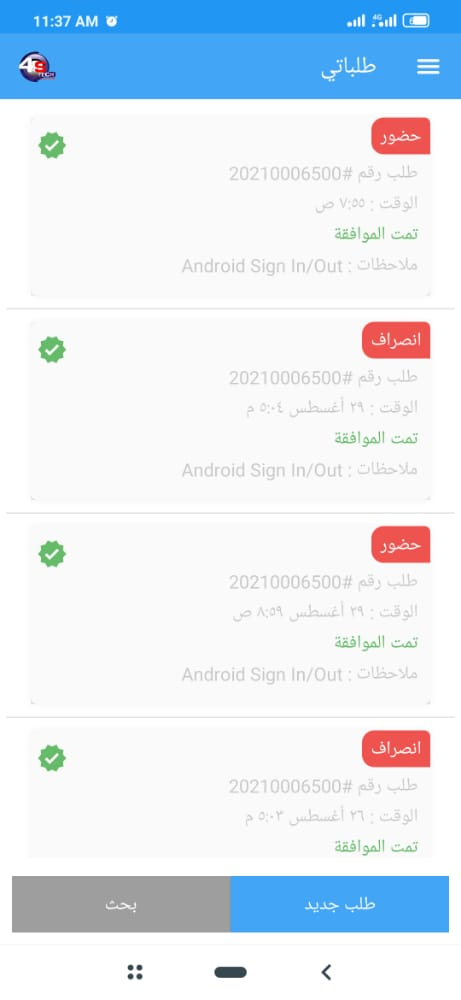 11:37 AM
4G
طلباتي
49 TECH
حضور
طلب رقم #20210006500
الوقت : ٧:٥٥ ص
تمت الموافقة
ملاحظات : Android Sign In/Out
انصراف
طلب رقم #20210006500
الوقت : ٢٩ أغسطس ٥:٠٤ م
تمت الموافقة
ملاحظات : Android Sign In/Out
حضور
طلب رقم #20210006500
الوقت : ٢٩ أغسطس ٨:٥٩ ص
تمت الموافقة
ملاحظات : Android Sign In/Out
انصراف
طلب رقم #20210006500
الوقت : ٢٦ أغسطس ٥:٠٣ م
تمت الموافقة
طلب جديد
بحث